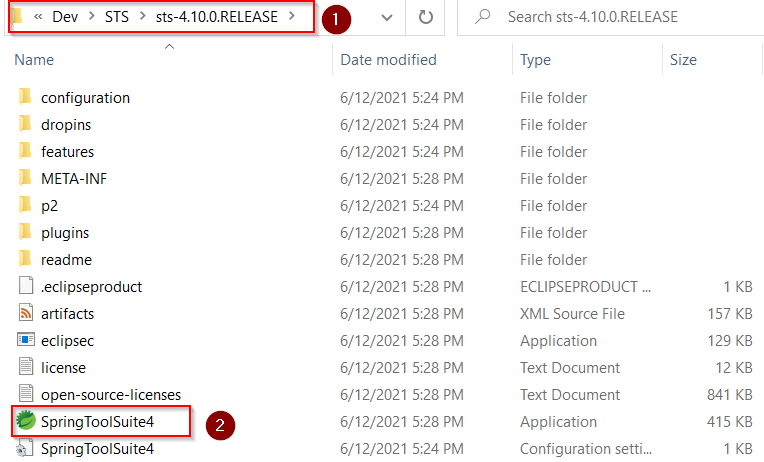 « Dev > STS > sts-4.10.0.RELEASE > 1 Search sts-4.10.0.RELEASE
Name Date modified Type Size
configuration 6/12/2021 5:24 PM File folder
dropins 6/12/2021 5:24 PM File folder
features 6/12/2021 5:24 PM File folder
META-INF 6/12/2021 5:28 PM File folder
p2 6/12/2021 5:24 PM File folder
plugins 6/12/2021 5:28 PM File folder
readme 6/12/2021 5:28 PM File folder
.eclipseproduct 6/12/2021 5:28 PM ECLIPSEPRODUCT ... 1 KB
artifacts 6/12/2021 5:28 PM XML Source File 157 KB
eclipsec 6/12/2021 5:28 PM Application 129 KB
license 6/12/2021 5:28 PM Text Document 12 KB
open-source-licenses 6/12/2021 5:28 PM Text Document 841 KB
SpringToolSuite4 2 6/12/2021 5:28 PM Application 415 KB
SpringToolSuite4 6/12/2021 5:24 PM Configuration setti... 1 KB